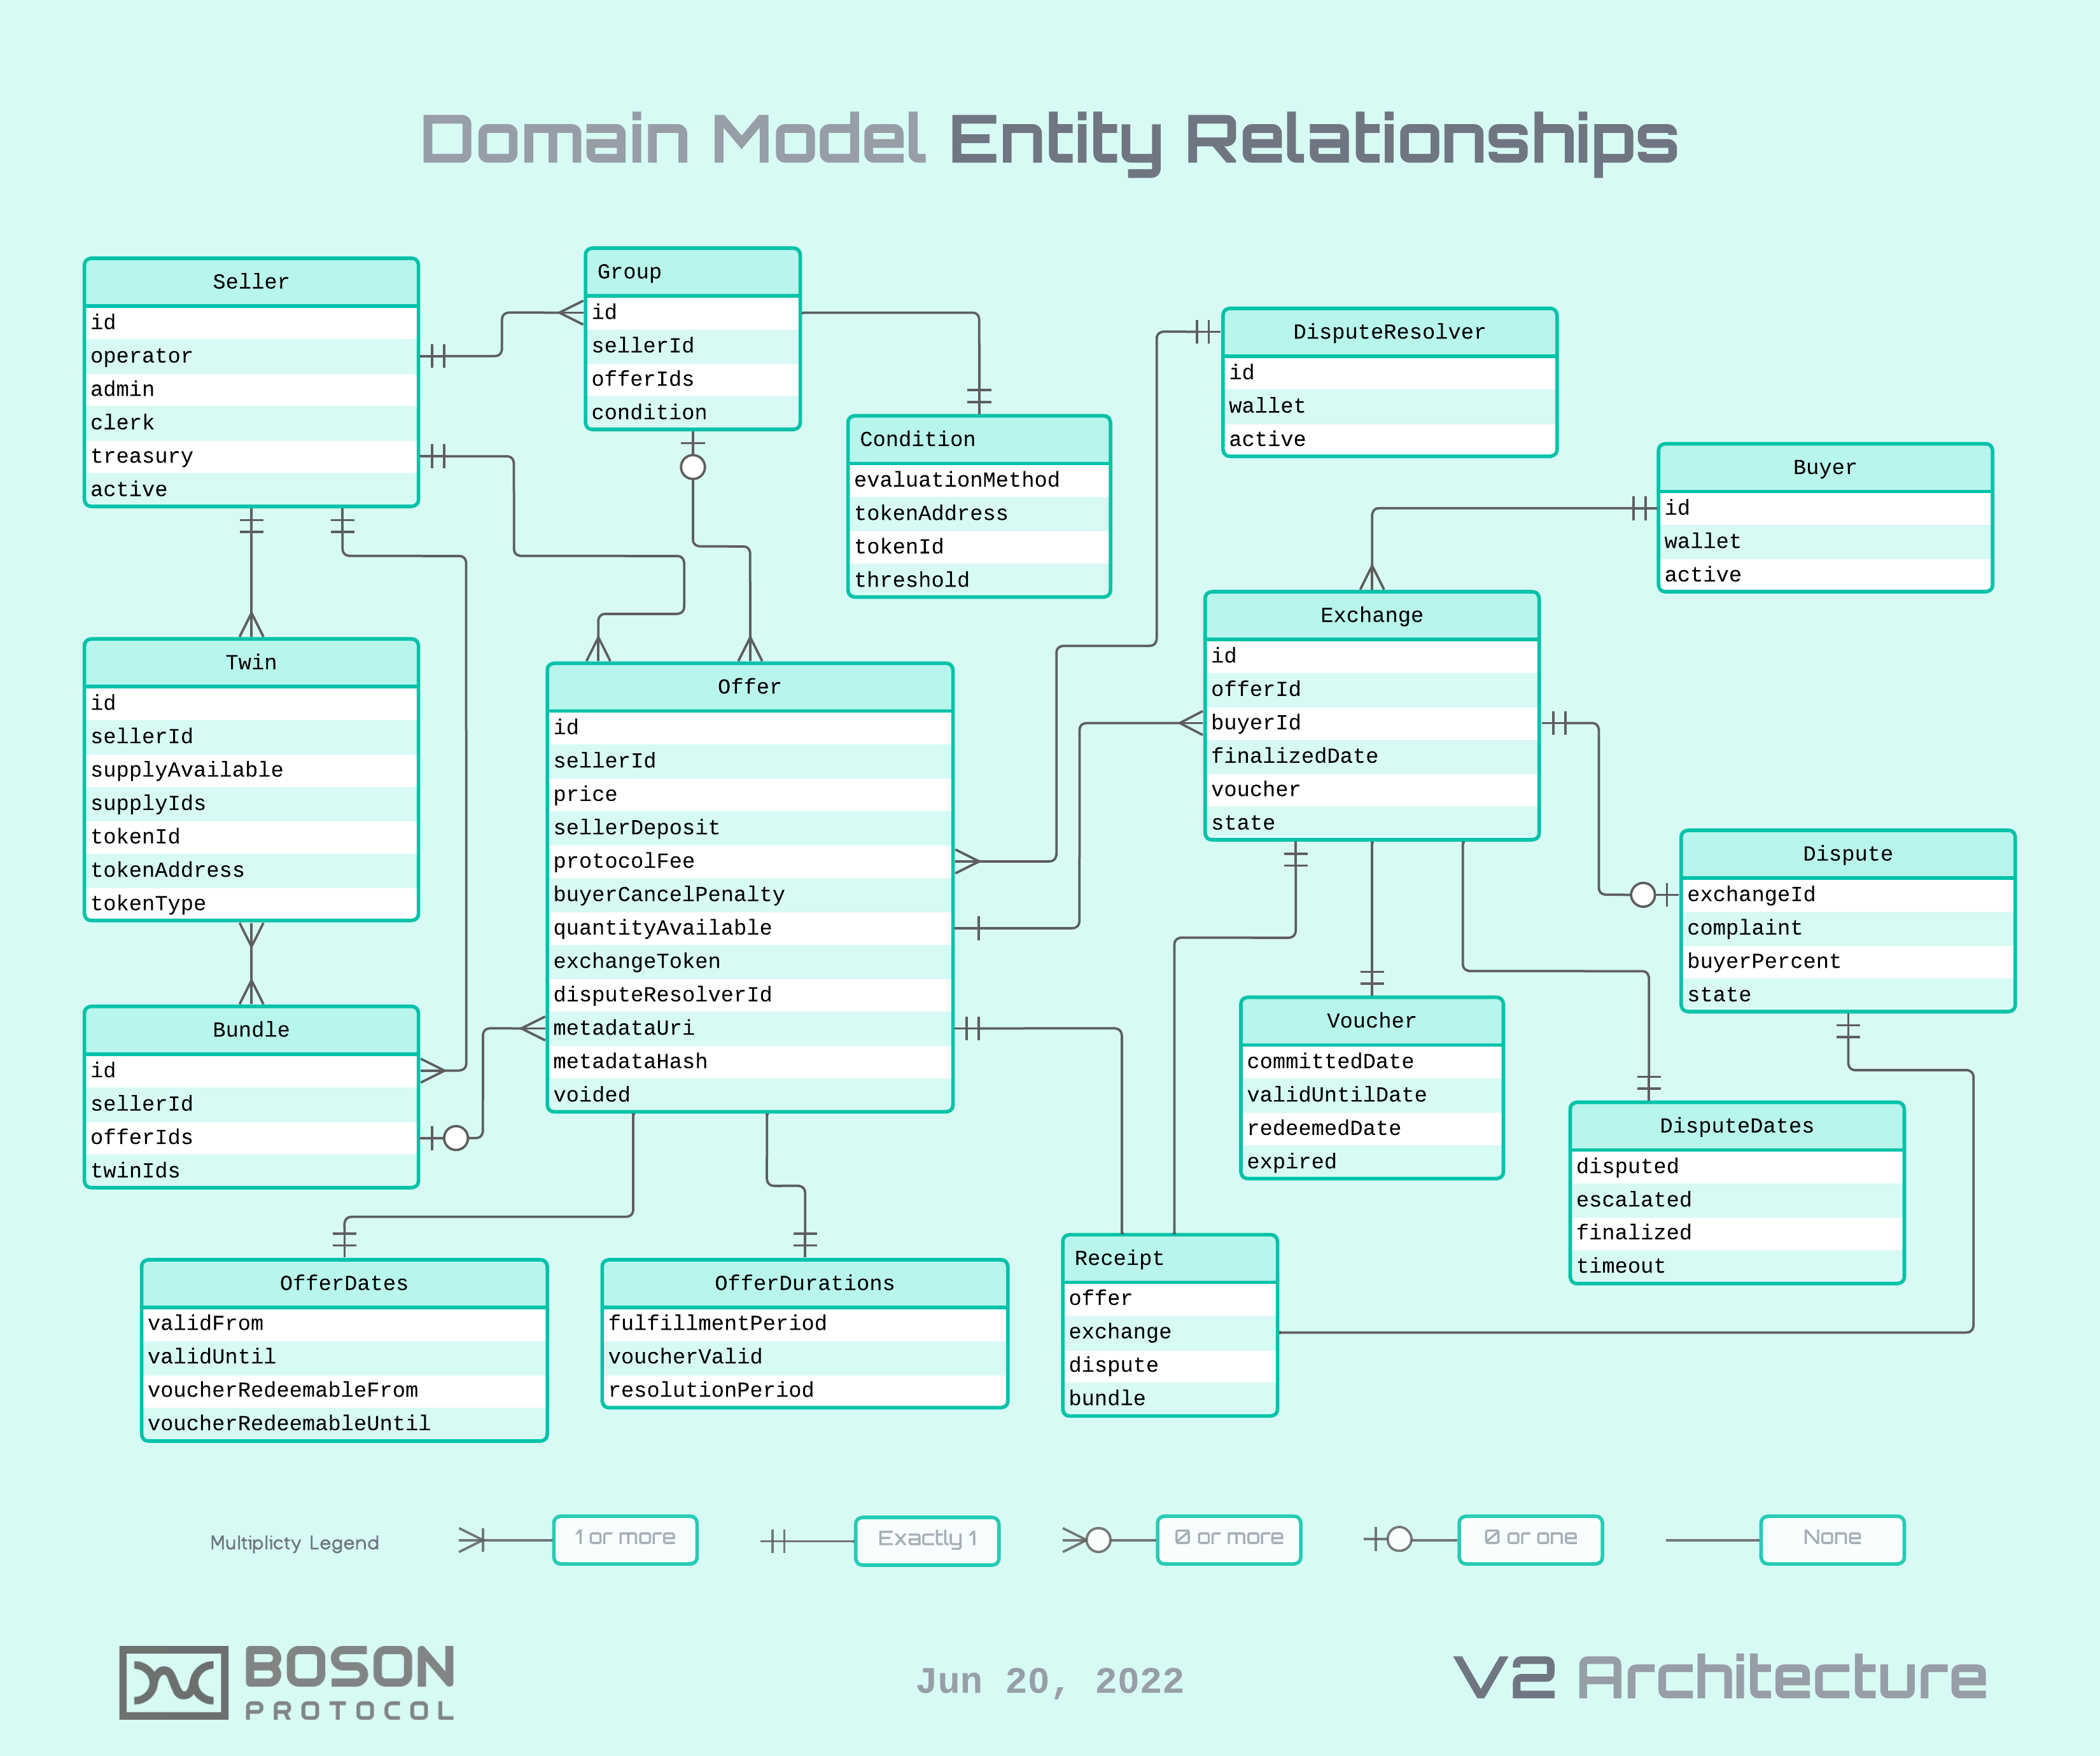 Domain Model Entity Relationships
Seller
id
operator
admin
clerk
treasury
active
Group
id
sellerId
offerIds
condition
Condition
evaluationMethod
tokenAddress
tokenId
threshold
DisputeResolver
id
wallet
active
Buyer
id
wallet
active
Twin
id
sellerId
supplyAvailable
supplyIds
tokenId
tokenAddress
tokenType
Offer
id
sellerId
price
sellerDeposit
protocolFee
buyerCancelPenalty
quantityAvailable
exchangeToken
disputeResolverId
metadataUri
metadataHash
voided
Exchange
id
offerId
buyerId
finalizedDate
voucher
state
Dispute
exchangeId
complaint
buyerPercent
state
Bundle
id
sellerId
offerIds
twinIds
Voucher
committedDate
validUntilDate
redeemedDate
expired
DisputeDates
disputed
escalated
finalized
timeout
OfferDates
validFrom
validUntil
voucherRedeemableFrom
voucherRedeemableUntil
OfferDurations
fulfillmentPeriod
voucherValid
resolutionPeriod
Receipt
offer
exchange
dispute
bundle
Multiplicty Legend
1 or more
Exactly 1
0 or more
0 or one
None
BOSON
PROTOCOL
Jun 20, 2022
V2 Architecture